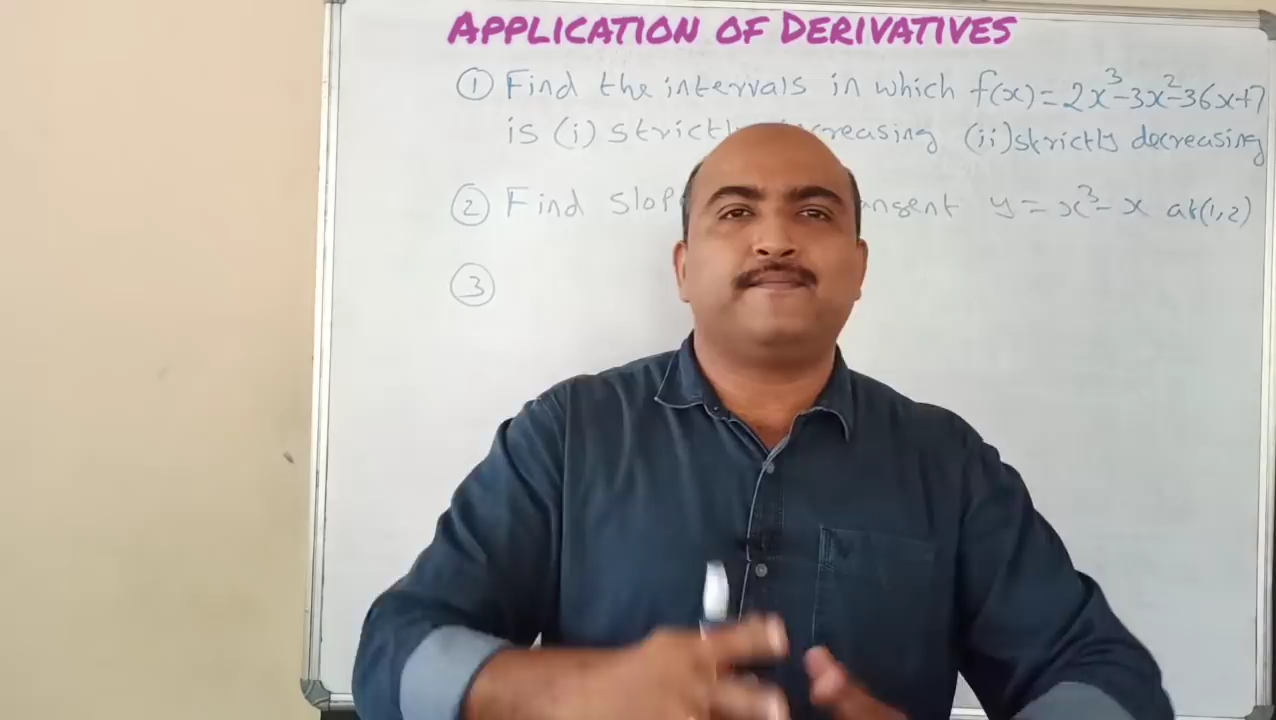 APPLICATION OF DERIVATIVES
① Find the intervals in which f(x)=2x³-3x²-36x+7
is (i) strictly increasing (ii) strictly decreasing
② Find y=x³-x at(1,2)
③